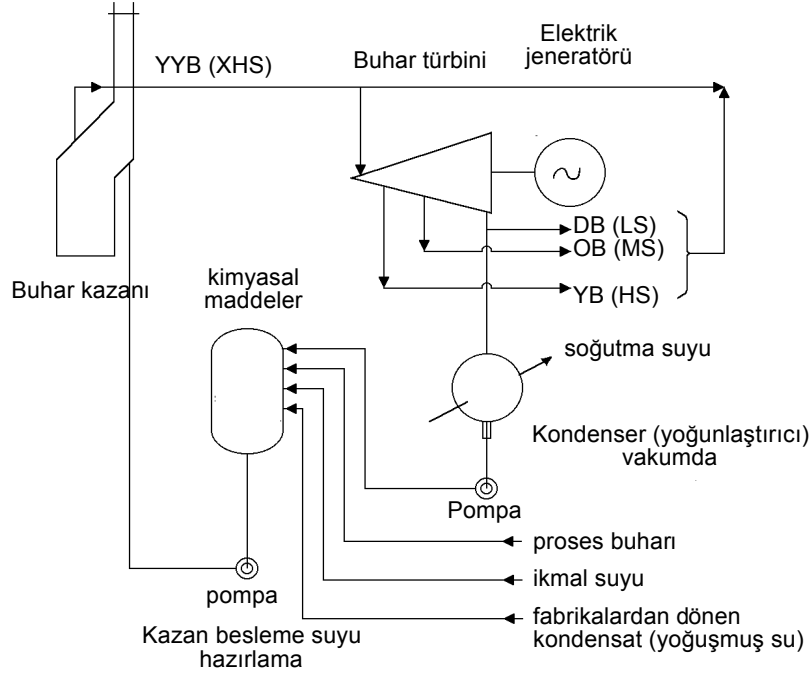 YYB (XHS)
Buhar türbini
Elektrik
jeneratörü
DB (LS)
OB (MS)
YB (HS)
Buhar kazanı
kimyasal
maddeler
soğutma suyu
Kondenser (yoğunlaştırıcı)
vakumda
Pompa
proses buharı
ikmal suyu
pompa
fabrikalardan dönen
kondensat (yoğuşmuş su)
Kazan besleme suyu
hazırlama